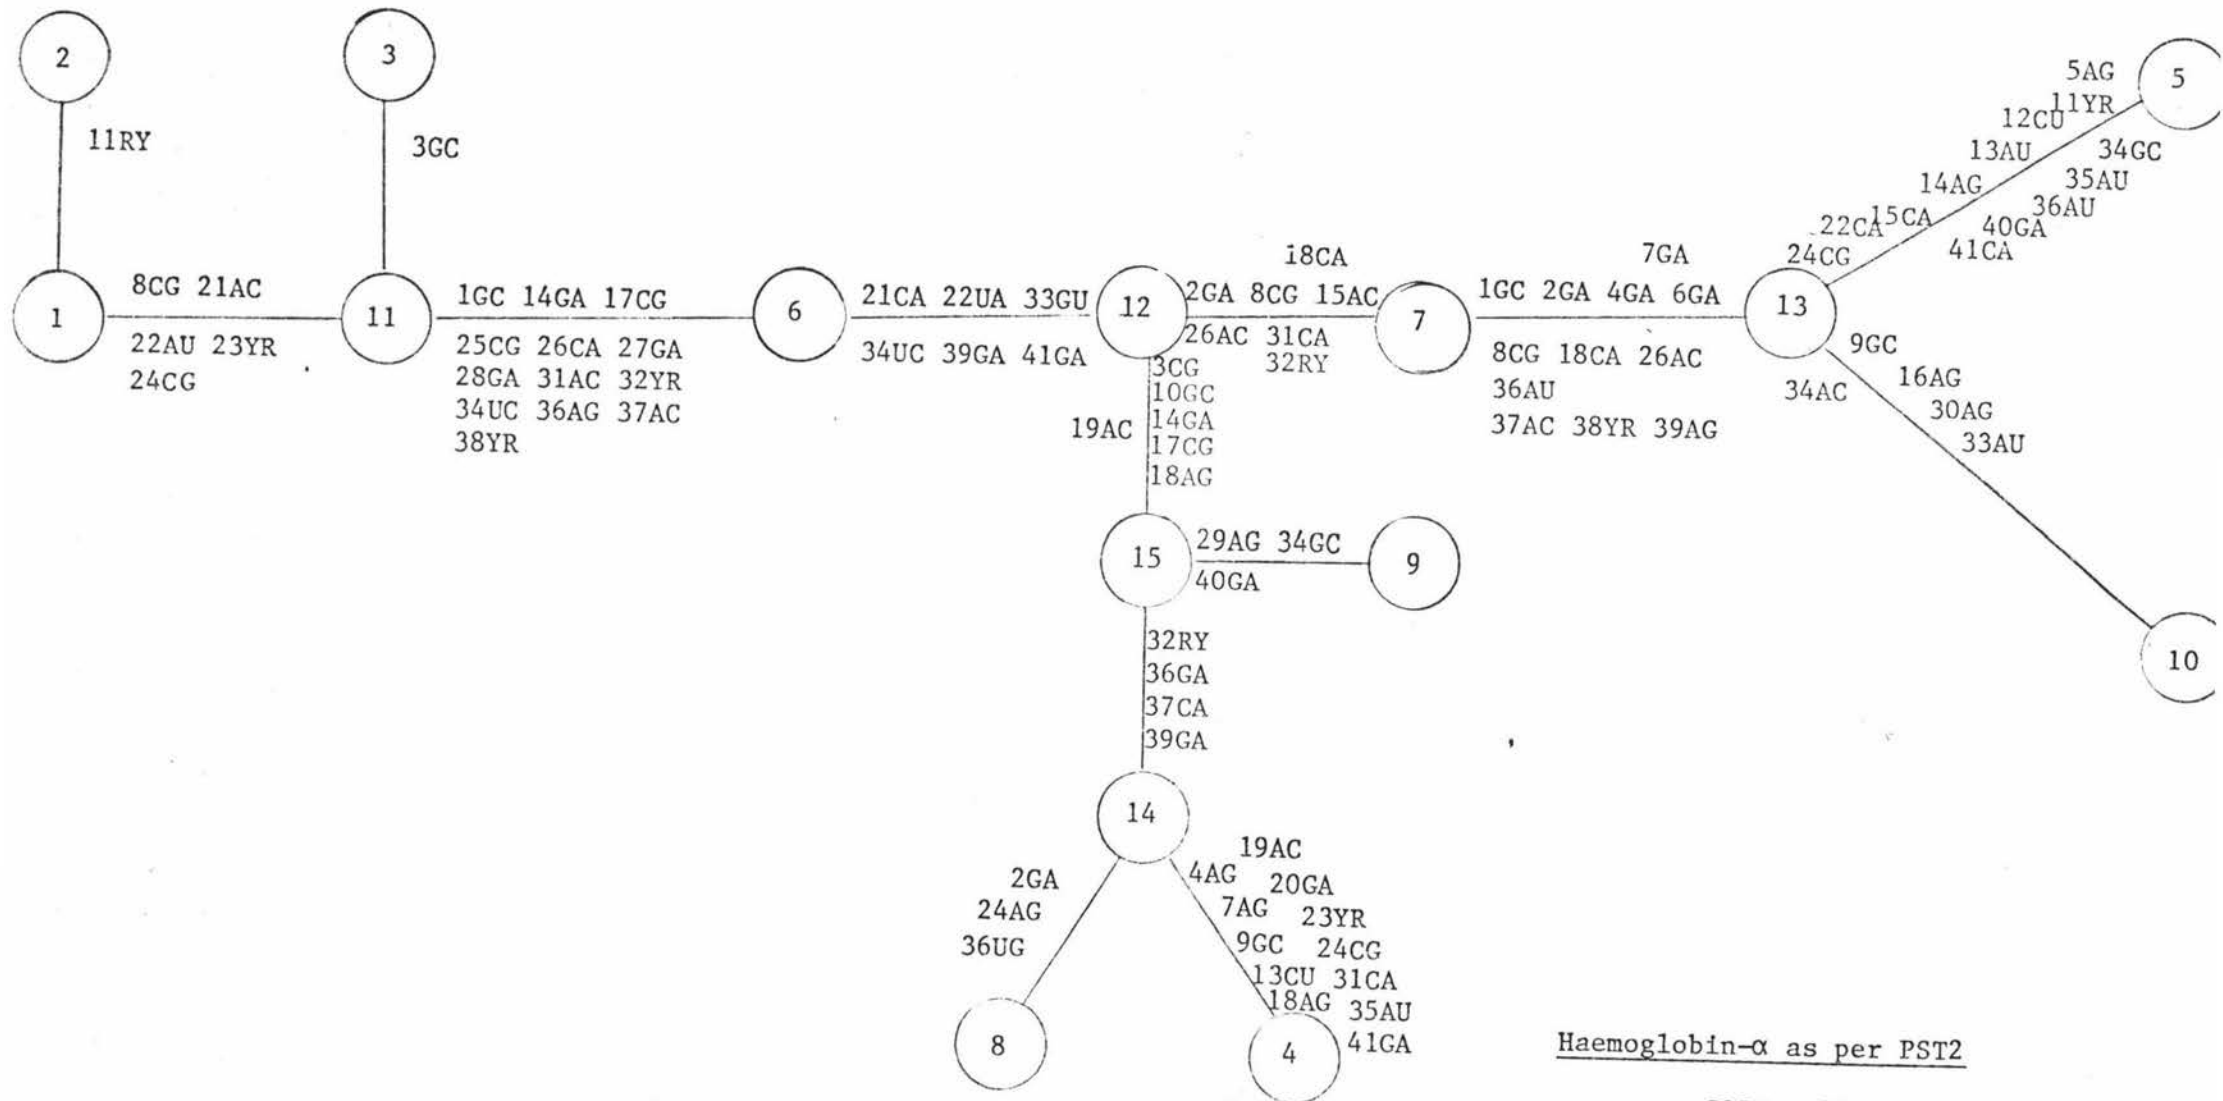 2
3
5
5AG
11YR
12CU
13AU
34GC
14AG
35AU
36AU
15CA
22CA
40GA
41CA
24CG
11RY
3GC
1
8CG 21AC
22AU 23YR
24CG
11
1GC 14GA 17CG
25CG 26CA 27GA
28GA 31AC 32YR
34UC 36AG 37AC
38YR
6
21CA 22UA 33GU
34UC 39GA 41GA
12
18CA
2GA 8CG 15AC
26AC 31CA
32RY
7
7GA
1GC 2GA 4GA 6GA
8CG 18CA 26AC
36AU
37AC 38YR 39AG
13
9GC
16AG
34AC
30AG
33AU
10
3CG
10GC
14GA
19AC
17CG
18AG
15
29AG 34GC
40GA
9
32RY
36GA
37CA
39GA
14
2GA
24AG
36UG
8
19AC
4AG 20GA
7AG 23YR
9GC 24CG
13CU 31CA
18AG 35AU
41GA
4
Haemoglobin-α as per PST2